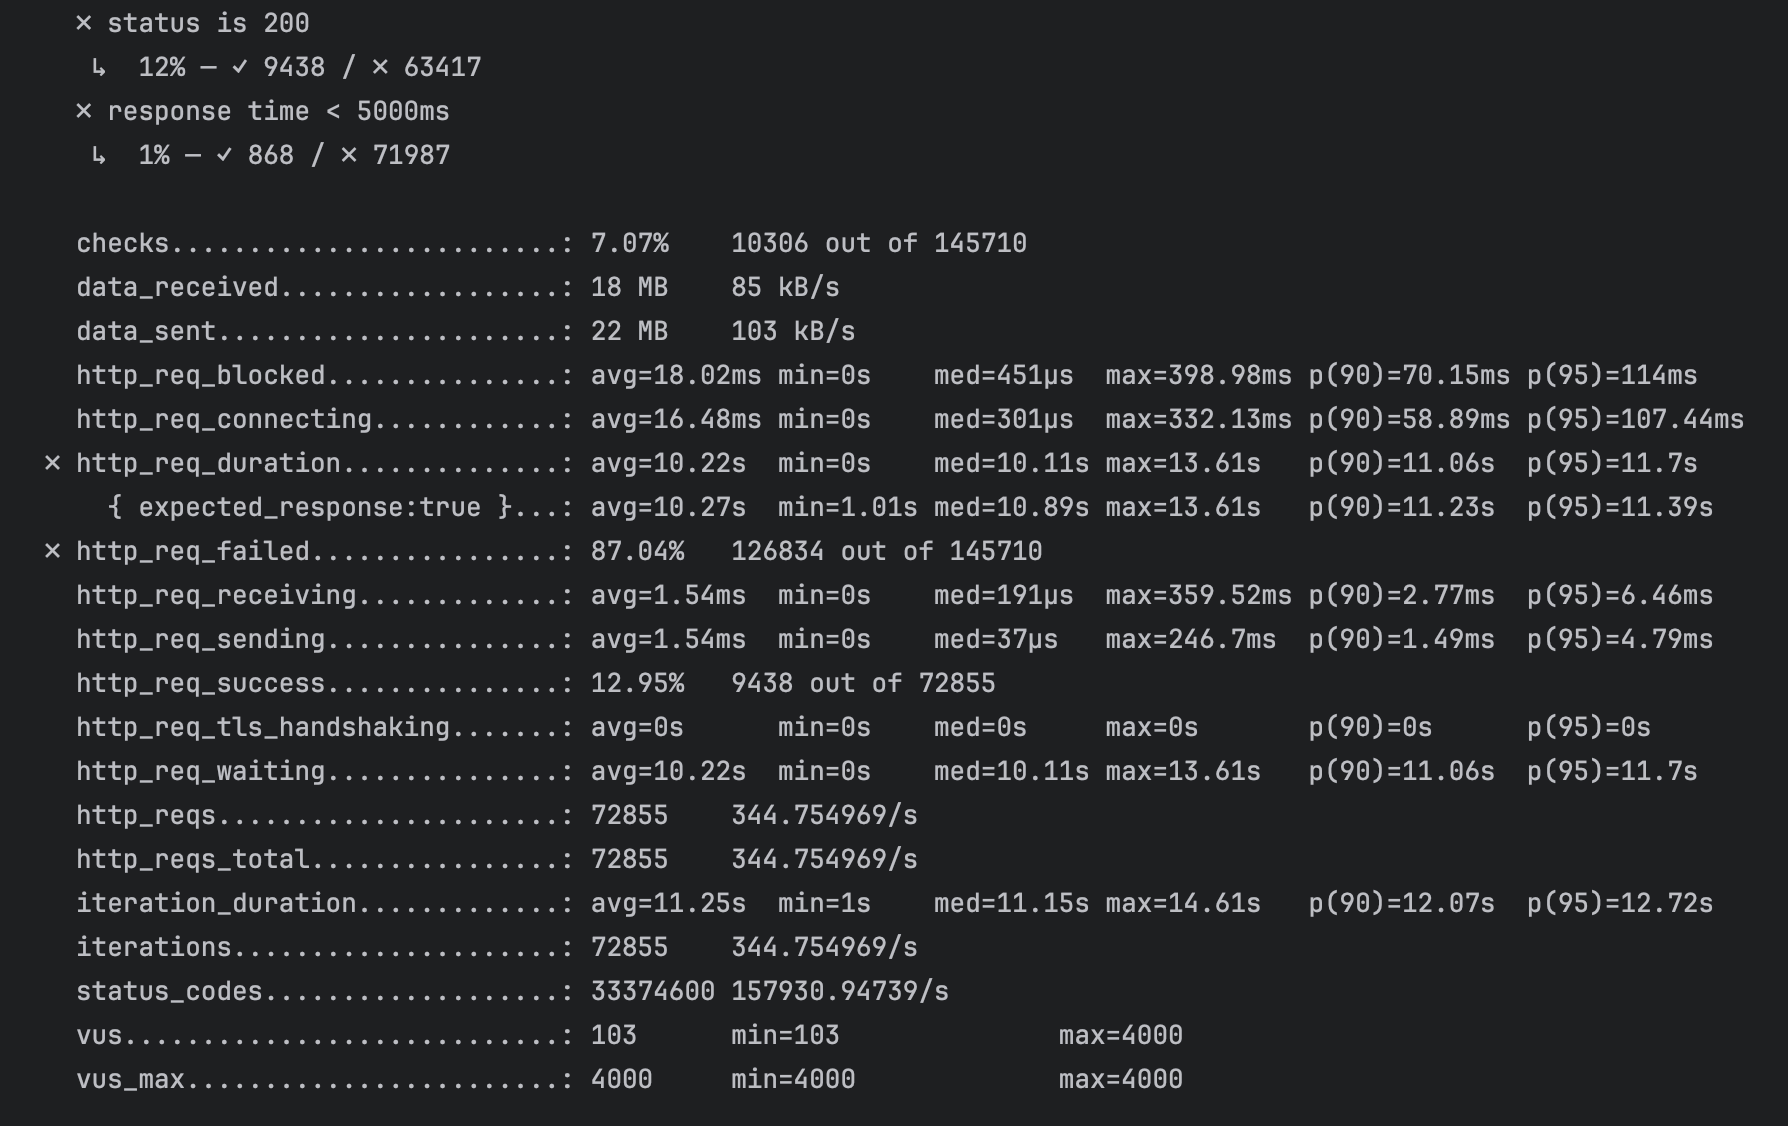 ✗ status is 200
↳  12% — ✓ 9438 / ✗ 63417
✗ response time < 5000ms
↳  1% — ✓ 868 / ✗ 71987
checks.........................: 7.07%    10306 out of 145710
data_received..................: 18 MB    85 kB/s
data_sent......................: 22 MB    103 kB/s
http_req_blocked...............: avg=18.02ms min=0s    med=451µs  max=398.98ms p(90)=70.15ms p(95)=114ms
http_req_connecting............: avg=16.48ms min=0s    med=301µs  max=332.13ms p(90)=58.89ms p(95)=107.44ms
✗ http_req_duration..............: avg=10.22s  min=0s    med=10.11s max=13.61s   p(90)=11.06s  p(95)=11.7s
{ expected_response:true }...: avg=10.27s  min=1.01s med=10.89s max=13.61s   p(90)=11.23s  p(95)=11.39s
✗ http_req_failed................: 87.04%   126834 out of 145710
http_req_receiving.............: avg=1.54ms  min=0s    med=191µs  max=359.52ms p(90)=2.77ms  p(95)=6.46ms
http_req_sending...............: avg=1.54ms  min=0s    med=37µs   max=246.7ms  p(90)=1.49ms  p(95)=4.79ms
http_req_success...............: 12.95%   9438 out of 72855
http_req_tls_handshaking.......: avg=0s      min=0s    med=0s     max=0s       p(90)=0s      p(95)=0s
http_req_waiting...............: avg=10.22s  min=0s    med=10.11s max=13.61s   p(90)=11.06s  p(95)=11.7s
http_reqs......................: 72855    344.754969/s
http_reqs_total................: 72855    344.754969/s
iteration_duration.............: avg=11.25s  min=1s    med=11.15s max=14.61s   p(90)=12.07s  p(95)=12.72s
iterations.....................: 72855    344.754969/s
status_codes...................: 33374600 157930.94739/s
vus............................: 103      min=103              max=4000
vus_max........................: 4000     min=4000             max=4000